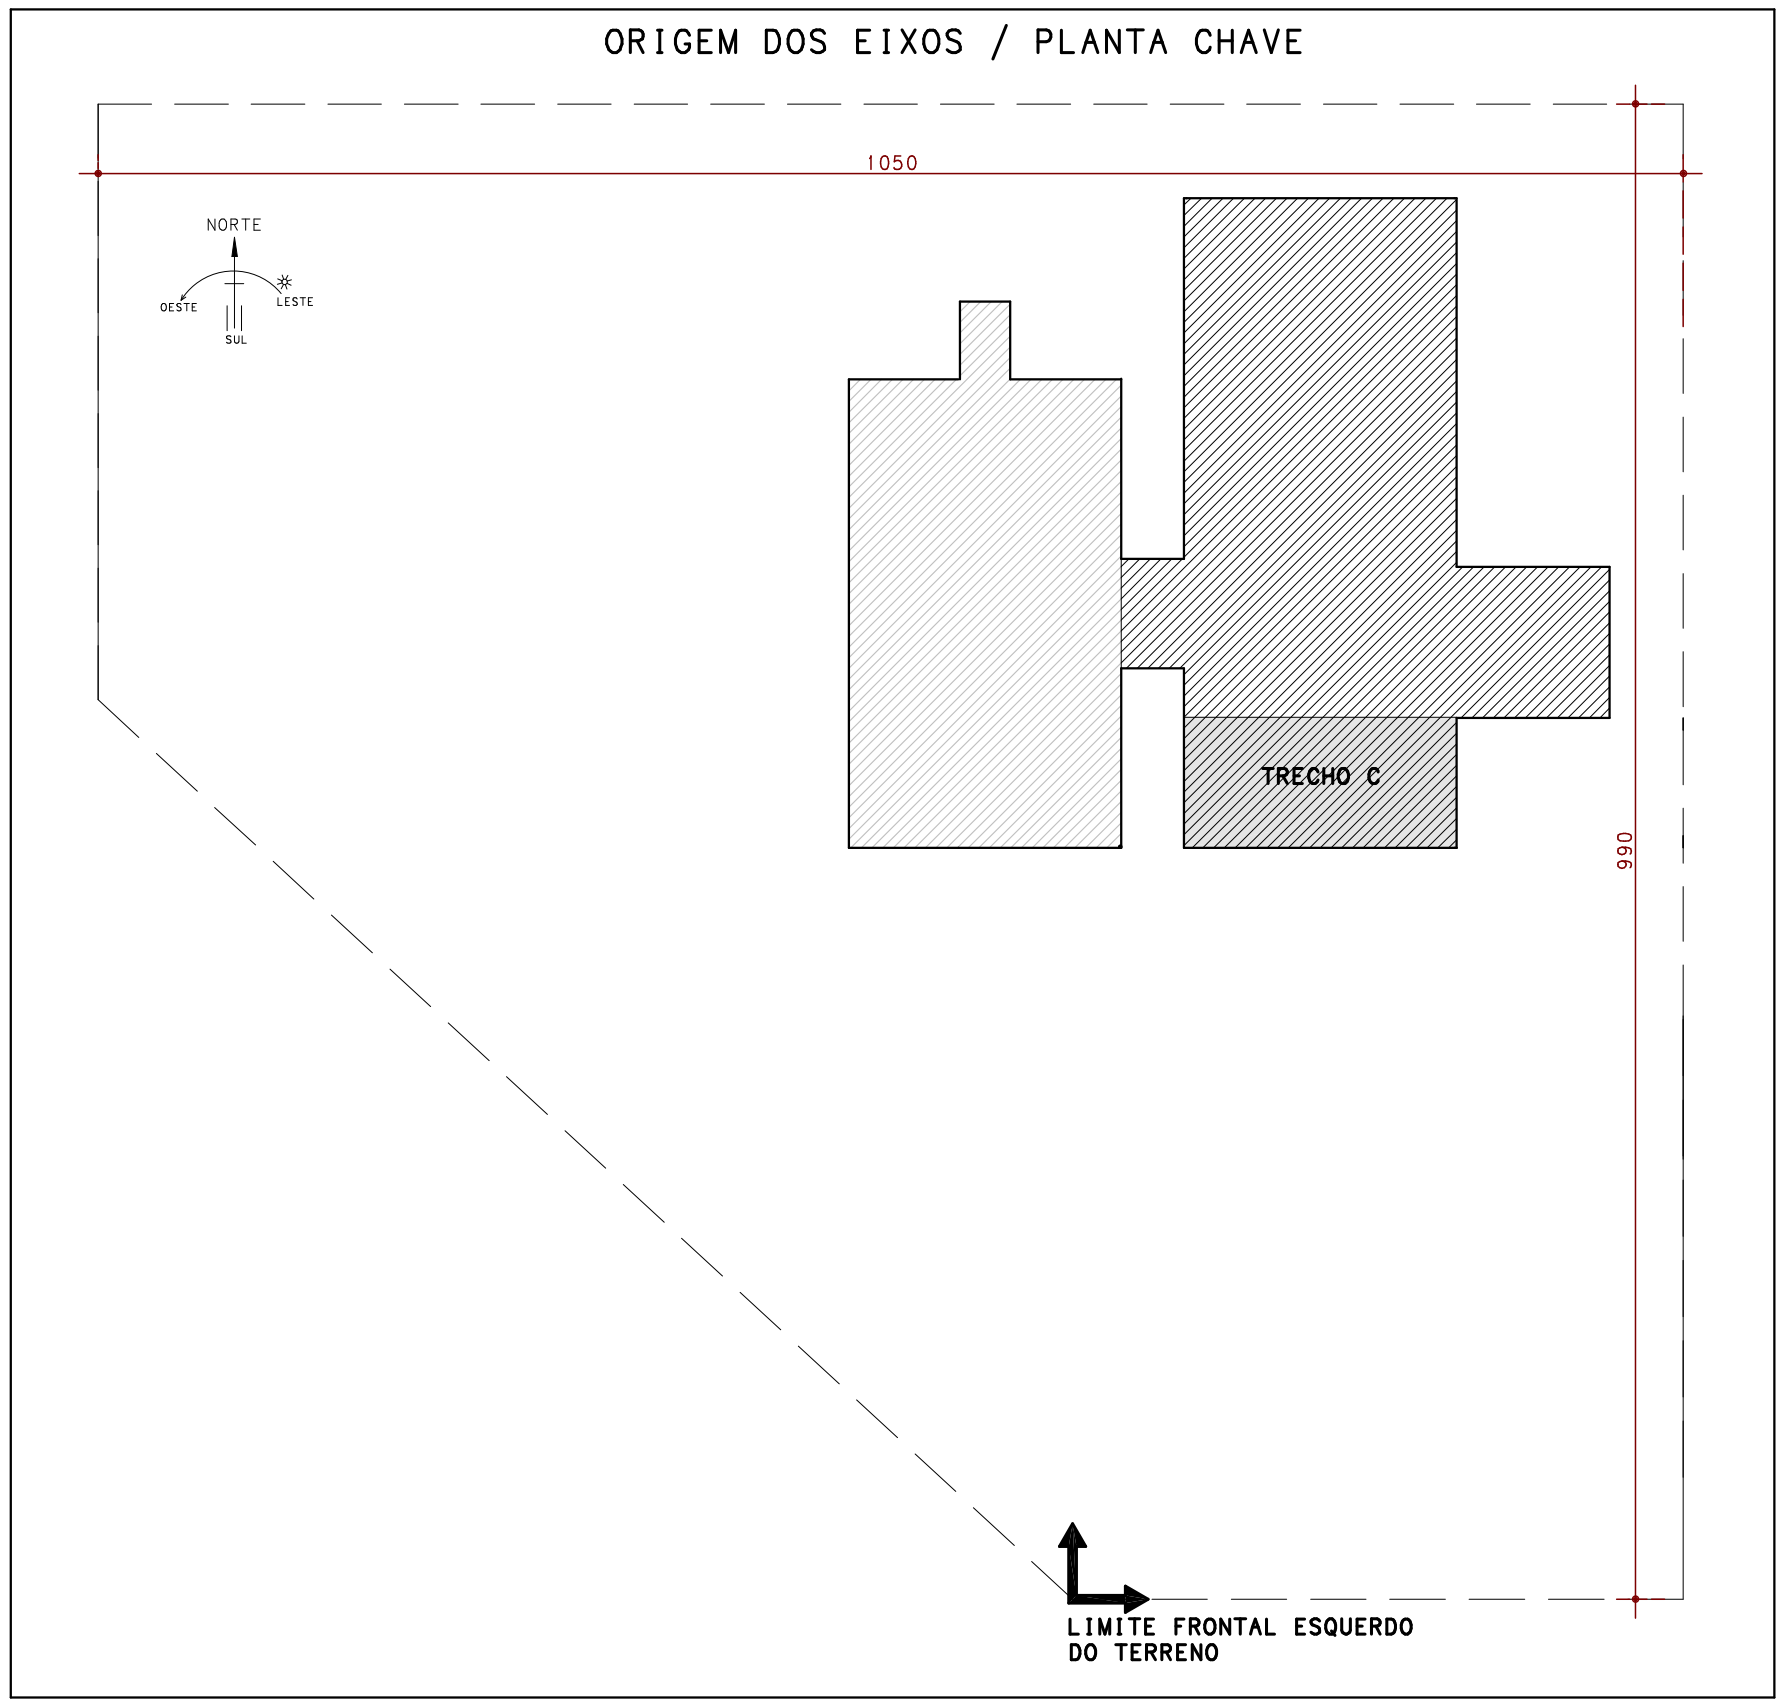 ORIGEM DOS EIXOS / PLANTA CHAVE
1050
NORTE
OESTE
LESTE
SUL
TRECHO C
990
LIMITE FRONTAL ESQUERDO
DO TERRENO